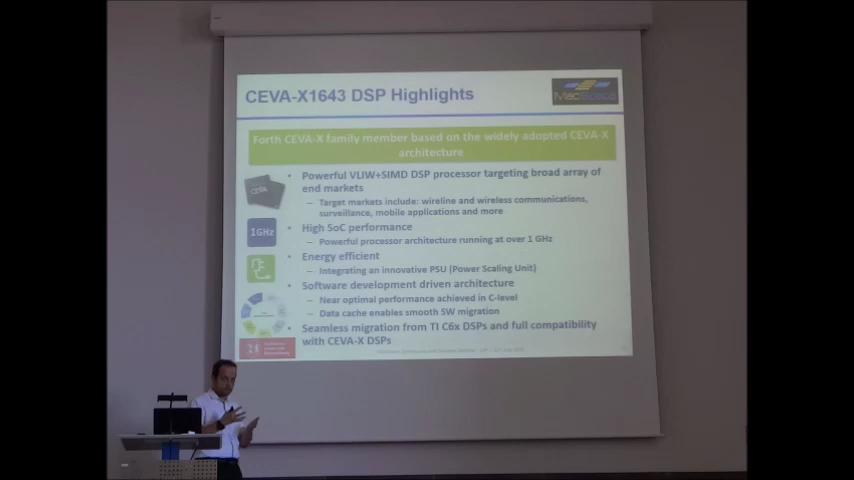 CEVA-X1643 DSP Highlights
MacSpace
Forth CEVA-X family member based on the widely adopted CEVA-X
architecture
Powerful VLIW+SIMD DSP processor targeting broad array of
end markets
– Target markets include: wireline and wireless communications,
surveillance, mobile applications and more
CEVA
High SoC performance
1GHz
– Powerful processor architecture running at over 1 GHz
Energy efficient
– Integrating an innovative PSU (Power Scaling Unit)
Software development driven architecture
– Near optimal performance achieved in C-level
– Data cache enables smooth SW migration
Seamless migration from TI C6x DSPs and full compatibility
with CEVA-X DSPs